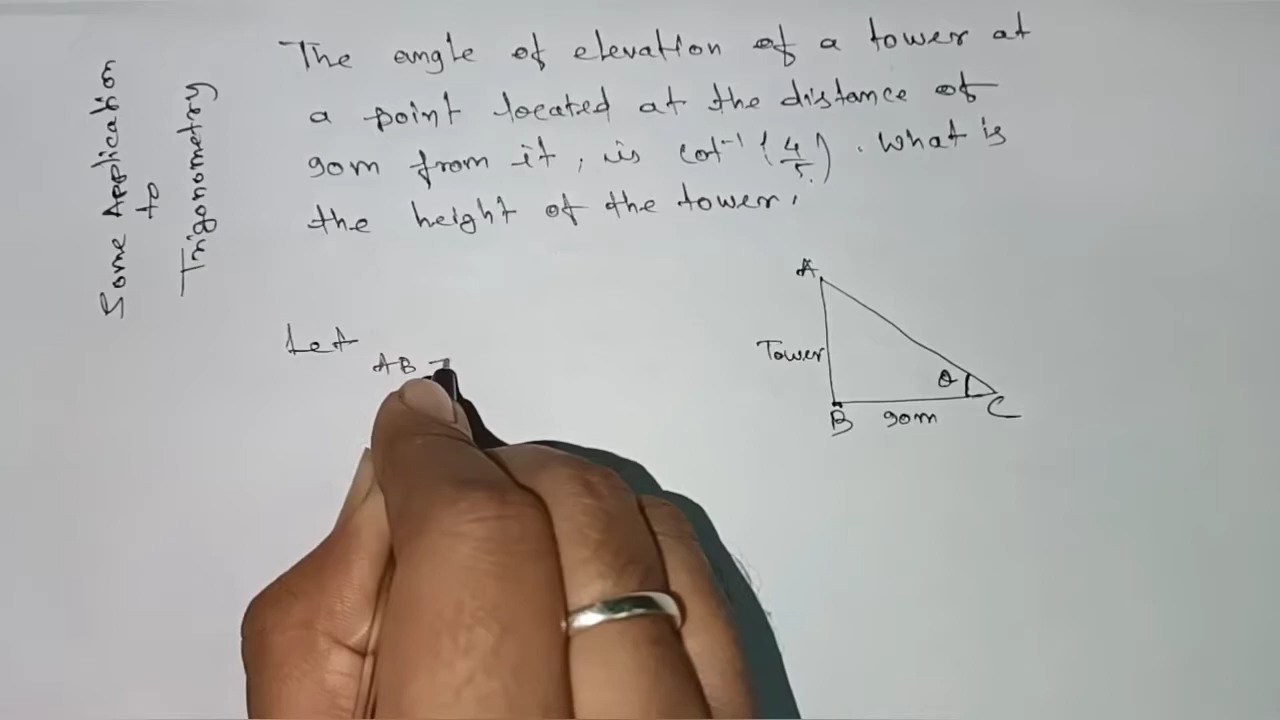 Some Application
to
Trigonometry
The angle of elevation of a tower at
a point located at the distance of
90m from it, is cot⁻¹ (4/5). What is
the height of the tower.
Let
AB =
A
Tower
θ
B
90m
C